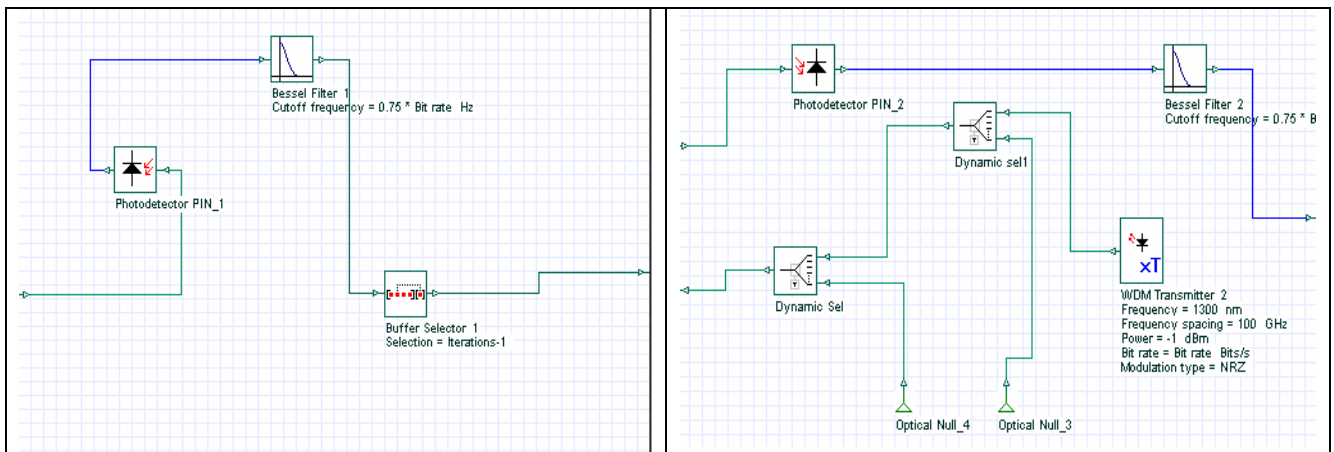 Bessel Filter 1
Cutoff frequency = 0.75 * Bit rate Hz
Photodetector PIN_1
Buffer Selector 1
Selection = Iterations-1
Photodetector PIN_2
Bessel Filter 2
Cutoff frequency = 0.75 * B
Dynamic sel1
Dynamic Sel
xT
WDM Transmitter 2
Frequency = 1300 nm
Frequency spacing = 100 GHz
Power = -1 dBm
Bit rate = Bit rate Bits/s
Modulation type = NRZ
Optical Null_4
Optical Null_3